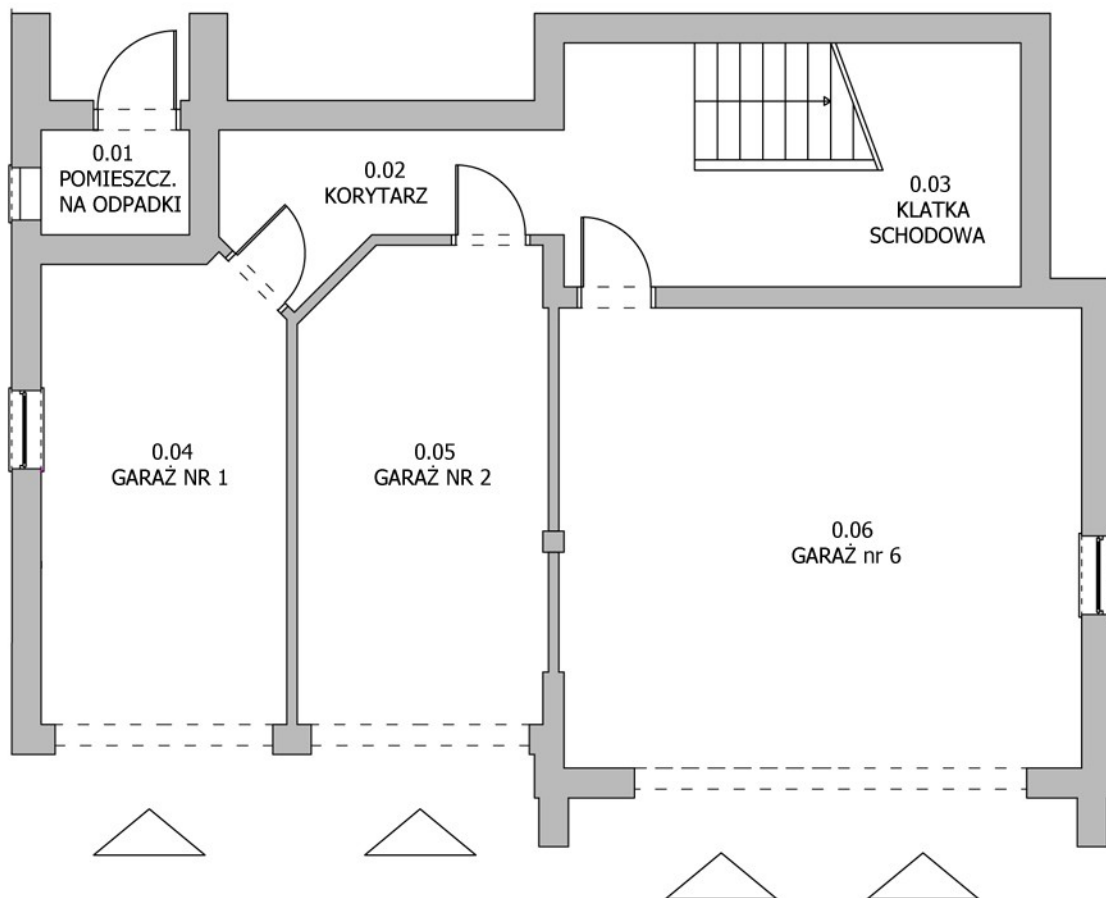 0.01
POMIESZCZ.
NA ODPADKI
0.02
KORYTARZ
0.03
KLATKA
SCHODOWA
0.04
GARAŻ NR 1
0.05
GARAŻ NR 2
0.06
GARAŻ nr 6